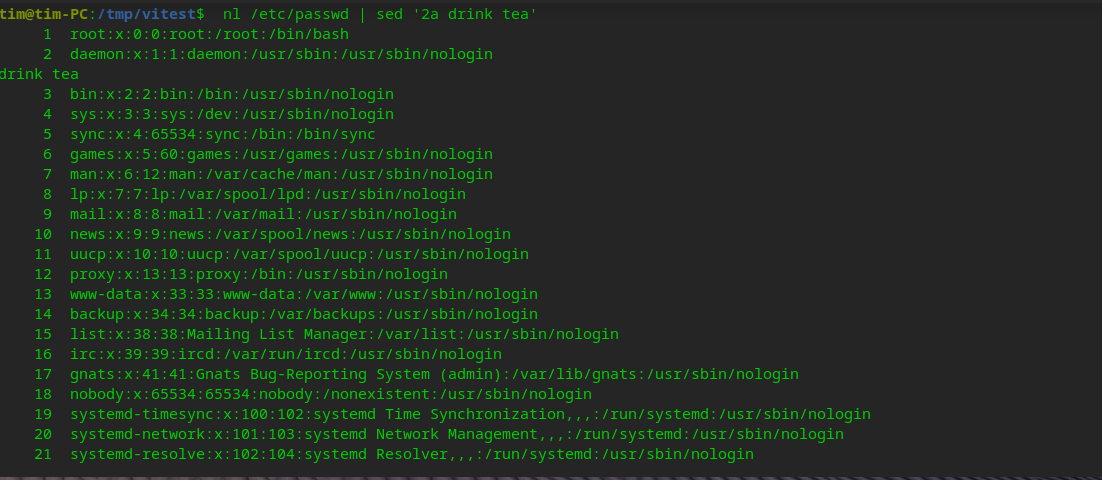 tim@tim-PC:/tmp/vitest$  nl /etc/passwd | sed '2a drink tea'
     1  root:x:0:0:root:/root:/bin/bash
     2  daemon:x:1:1:daemon:/usr/sbin:/usr/sbin/nologin
drink tea
     3  bin:x:2:2:bin:/bin:/usr/sbin/nologin
     4  sys:x:3:3:sys:/dev:/usr/sbin/nologin
     5  sync:x:4:65534:sync:/bin:/bin/sync
     6  games:x:5:60:games:/usr/games:/usr/sbin/nologin
     7  man:x:6:12:man:/var/cache/man:/usr/sbin/nologin
     8  lp:x:7:7:lp:/var/spool/lpd:/usr/sbin/nologin
     9  mail:x:8:8:mail:/var/mail:/usr/sbin/nologin
    10  news:x:9:9:news:/var/spool/news:/usr/sbin/nologin
    11  uucp:x:10:10:uucp:/var/spool/uucp:/usr/sbin/nologin
    12  proxy:x:13:13:proxy:/bin:/usr/sbin/nologin
    13  www-data:x:33:33:www-data:/var/www:/usr/sbin/nologin
    14  backup:x:34:34:backup:/var/backups:/usr/sbin/nologin
    15  list:x:38:38:Mailing List Manager:/var/list:/usr/sbin/nologin
    16  irc:x:39:39:ircd:/var/run/ircd:/usr/sbin/nologin
    17  gnats:x:41:41:Gnats Bug-Reporting System (admin):/var/lib/gnats:/usr/sbin/nologin
    18  nobody:x:65534:65534:nobody:/nonexistent:/usr/sbin/nologin
    19  systemd-timesync:x:100:102:systemd Time Synchronization,,,:/run/systemd:/usr/sbin/nologin
    20  systemd-network:x:101:103:systemd Network Management,,,:/run/systemd:/usr/sbin/nologin
    21  systemd-resolve:x:102:104:systemd Resolver,,,:/run/systemd:/usr/sbin/nologin